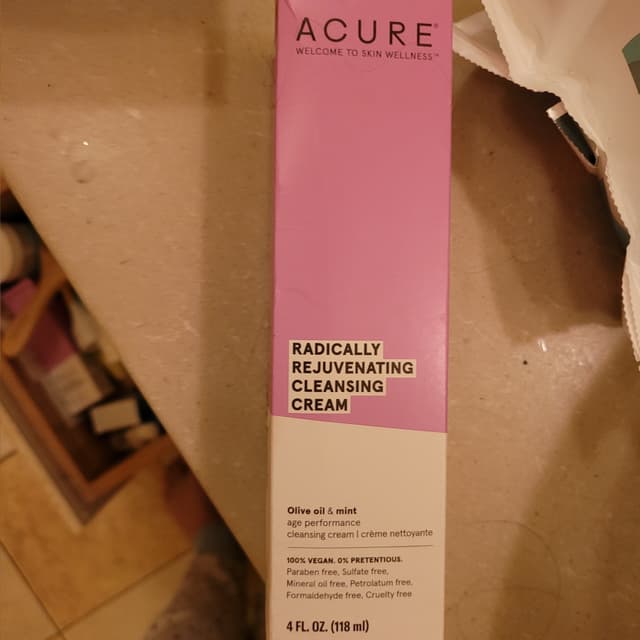 ACURE®
WELCOME TO SKIN WELLNESS™
RADICALLY
REJUVENATING
CLEANSING
CREAM
Olive oil & mint
age performance
cleansing cream | crème nettoyante
100% VEGAN. 0% PRETENTIOUS.
Paraben free, Sulfate free,
Mineral oil free, Petrolatum free,
Formaldehyde free, Cruelty free
4 FL. OZ. (118 ml)